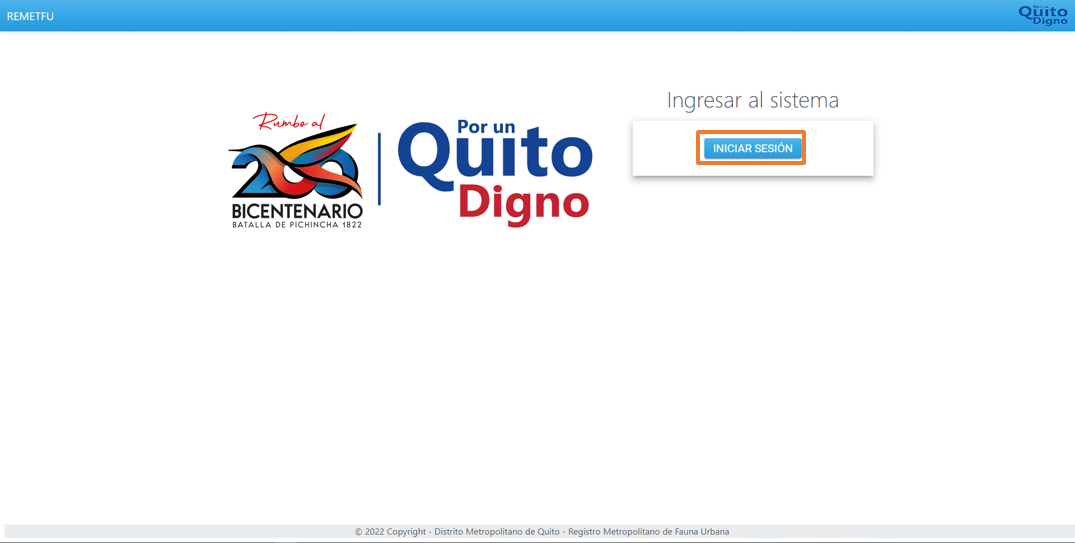 REMETFU
Quito
Digno
Ingresar al sistema
INICIAR SESIÓN
Rumbo al
200
BICENTENARIO
BATALLA DE PICHINCHA 1822
Por un
Quito
Digno
© 2022 Copyright - Distrito Metropolitano de Quito - Registro Metropolitano de Fauna Urbana